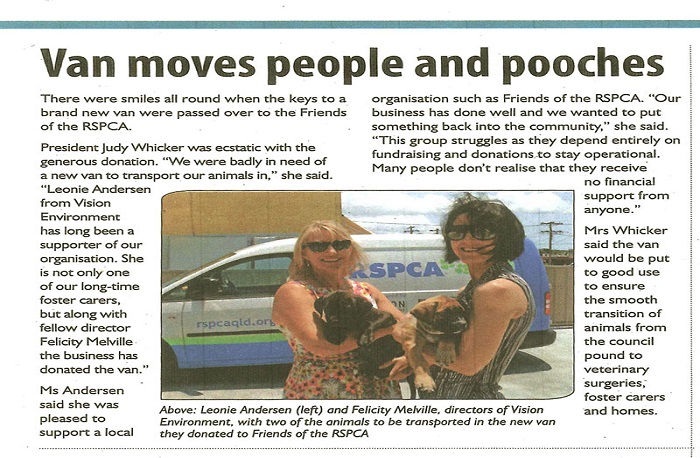 Van moves people and pooches
There were smiles all round when the keys to a
brand new van were passed over to the Friends
of the RSPCA.
President Judy Whicker was ecstatic with the
generous donation. “We were badly in need of
a new van to transport our animals in,” she said.
“Leonie Andersen
from Vision
Environment
has long been a
supporter of our
organisation. She
is not only one
of our long-time
foster carers,
but along with
fellow director
Felicity Melville
the business has
donated the van.”
Ms Andersen
said she was
pleased to
support a local
organisation such as Friends of the RSPCA. “Our
business has done well and we wanted to put
something back into the community,” she said.
“This group struggles as they depend entirely on
fundraising and donations to stay operational.
Many people don’t realise that they receive
no financial
support from
anyone.”
Mrs Whicker
said the van
would be put
to good use
to ensure
the smooth
transition of
animals from
the council
pound to
veterinary
surgeries,
foster carers
and homes.
RSPCA
rspcaqld.org
Above: Leonie Andersen (left) and Felicity Melville, directors of Vision
Environment, with two of the animals to be transported in the new van
they donated to Friends of the RSPCA